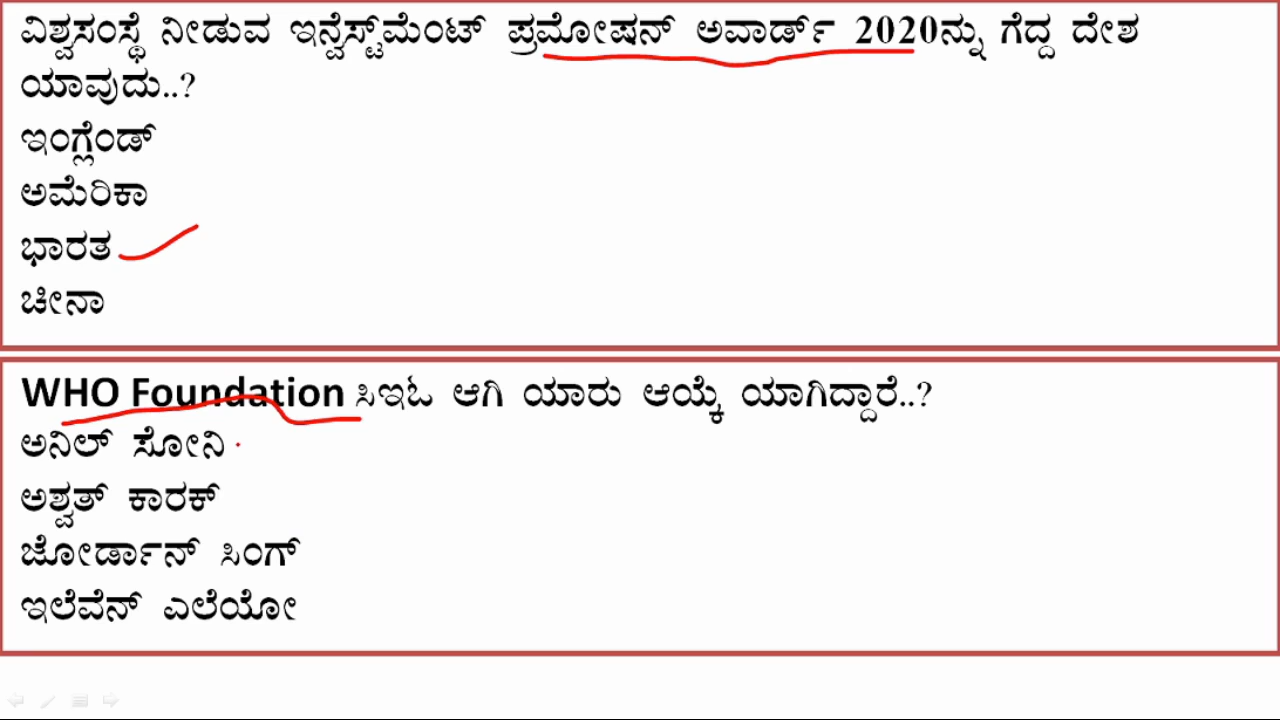 ವಿಶ್ವಸಂಸ್ಥೆ ನೀಡುವ ಇನ್ವೆಸ್ಟ್‌ಮೆಂಟ್ ಪ್ರಮೋಷನ್ ಅವಾರ್ಡ್ 2020ನ್ನು ಗೆದ್ದ ದೇಶ
ಯಾವುದು..?
ಇಂಗ್ಲೆಂಡ್
ಅಮೆರಿಕಾ
ಭಾರತ
ಚೀನಾ
WHO Foundation ಸಿಇಓ ಆಗಿ ಯಾರು ಆಯ್ಕೆ ಯಾಗಿದ್ದಾರೆ..?
ಅನಿಲ್ ಸೋನಿ
ಅಶ್ವತ್ ಕಾರಕ್
ಜೋರ್ಡಾನ್ ಸಿಂಗ್
ಇಲೆವೆನ್ ಎಲೆಯೋ